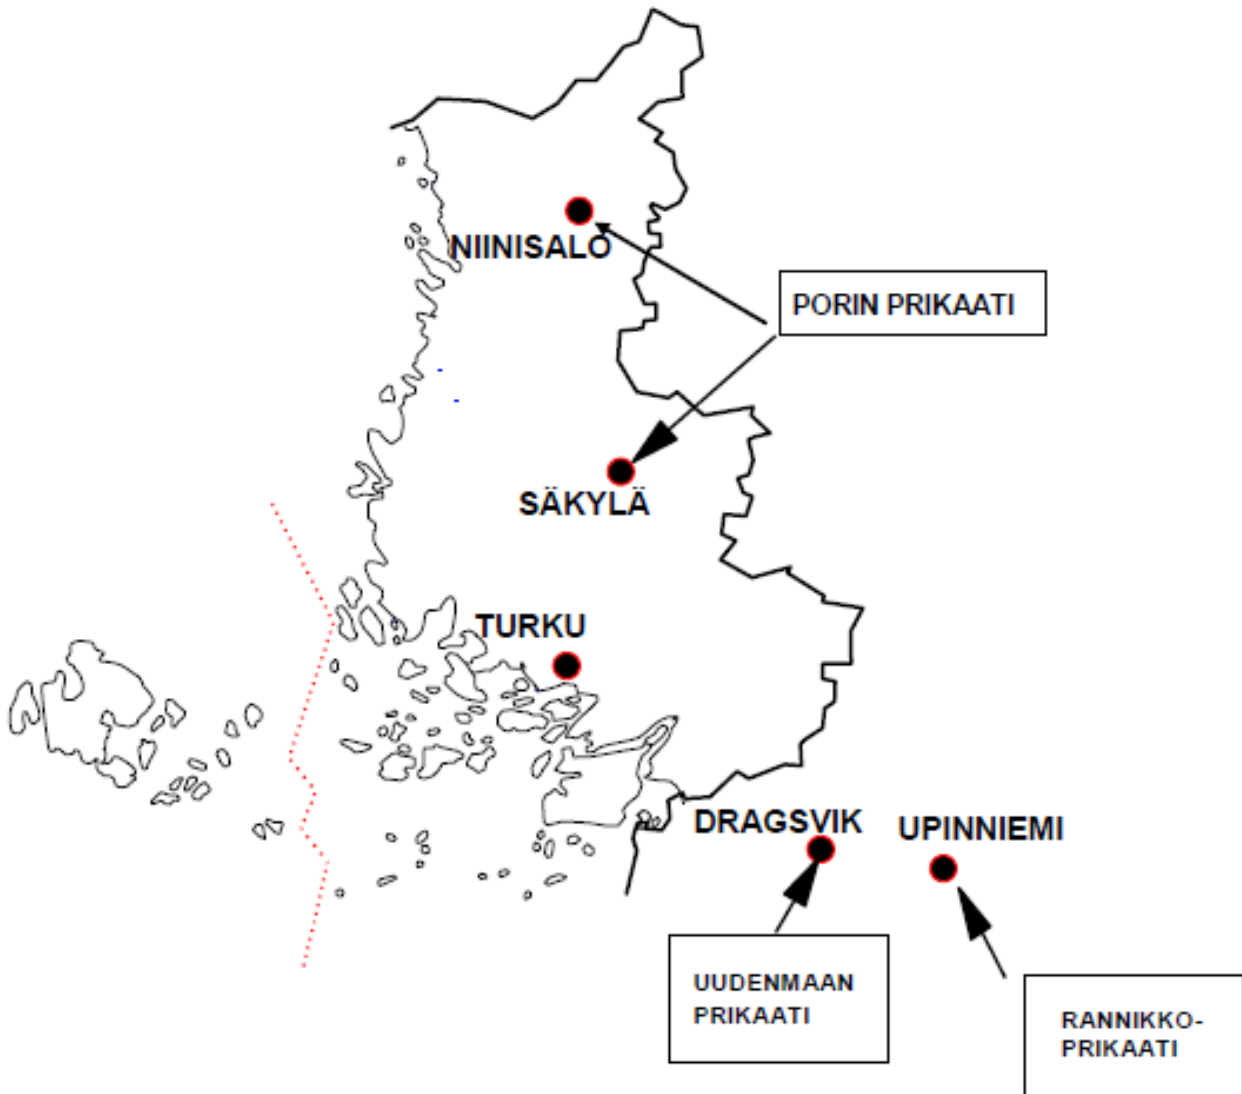 NIINISALO
PORIN PRIKAATI
SÄKYLÄ
TURKU
DRAGSVIK
UPINNIEMI
UUDENMAAN
PRIKAATI
RANNIKKO-
PRIKAATI